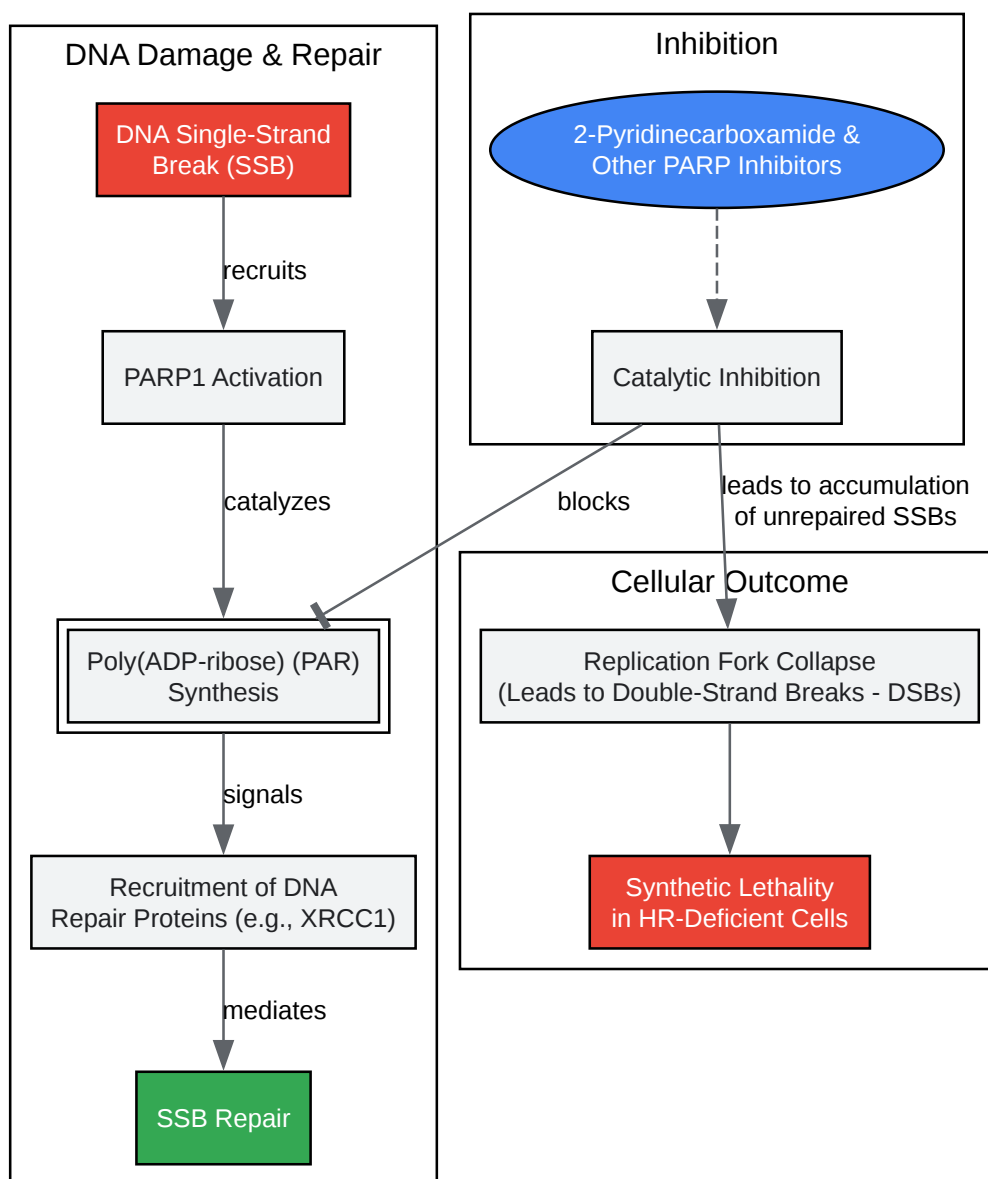 DNA Damage & Repair
DNA Single-Strand
Break (SSB)
recruits
PARP1 Activation
catalyzes
Poly(ADP-ribose) (PAR)
Synthesis
signals
Recruitment of DNA
Repair Proteins (e.g., XRCC1)
mediates
SSB Repair
Inhibition
2-Pyridinecarboxamide &
Other PARP Inhibitors
Catalytic Inhibition
blocks
leads to accumulation
of unrepaired SSBs
Cellular Outcome
Replication Fork Collapse
(Leads to Double-Strand Breaks - DSBs)
Synthetic Lethality
in HR-Deficient Cells